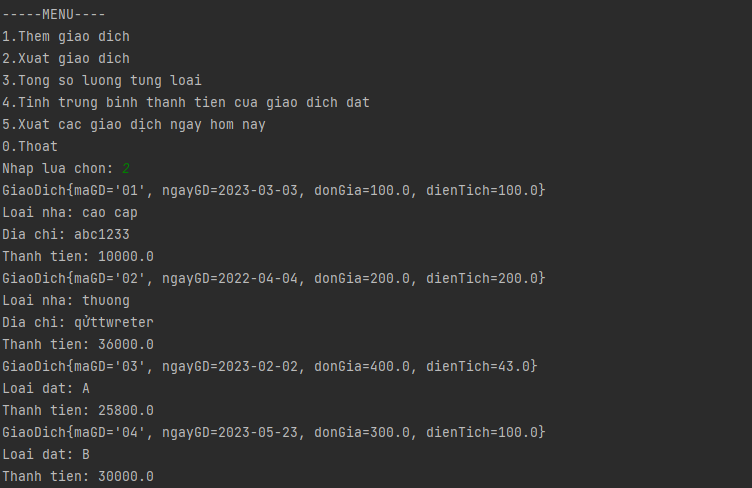 -----MENU----
1.Them giao dich
2.Xuat giao dich
3.Tong so luong tung loai
4.Tinh trung binh thanh tien cua giao dich dat
5.Xuat cac giao dịch ngay hom nay
0.Thoat
Nhap lua chon: 2
GiaoDich{maGD='01', ngayGD=2023-03-03, donGia=100.0, dienTich=100.0}
Loai nha: cao cap
Dia chi: abc1233
Thanh tien: 10000.0
GiaoDich{maGD='02', ngayGD=2022-04-04, donGia=200.0, dienTich=200.0}
Loai nha: thuong
Dia chi: qửttwreter
Thanh tien: 36000.0
GiaoDich{maGD='03', ngayGD=2023-02-02, donGia=400.0, dienTich=43.0}
Loai dat: A
Thanh tien: 25800.0
GiaoDich{maGD='04', ngayGD=2023-05-23, donGia=300.0, dienTich=100.0}
Loai dat: B
Thanh tien: 30000.0